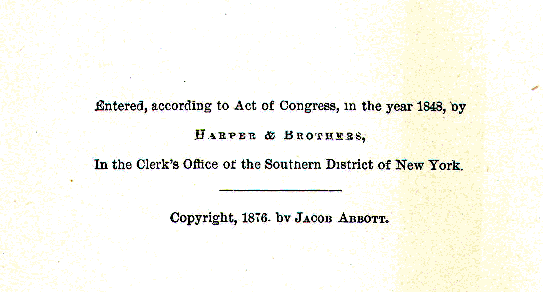 Entered, according to Act of Congress, in the year 1848, by
HARPER & BROTHERS,
In the Clerk's Office of the Southern District of New York.
Copyright, 1876. by JACOB ABBOTT.